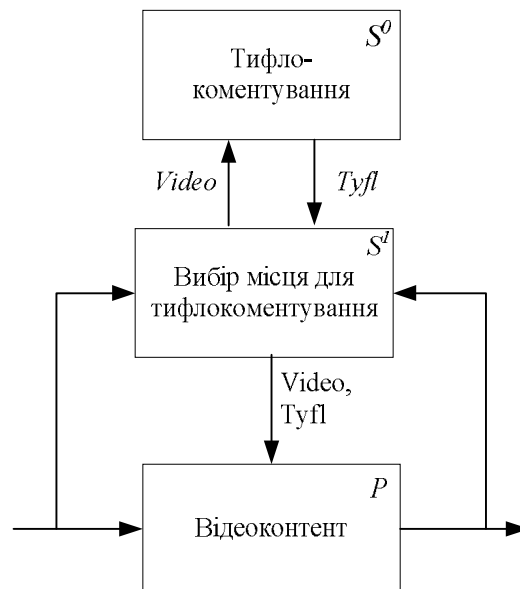 S⁰
Тифло-
коментування
Video
Tyfl
S¹
Вибір місця для
тифлокоментування
Video,
Tyfl
P
Відеоконтент